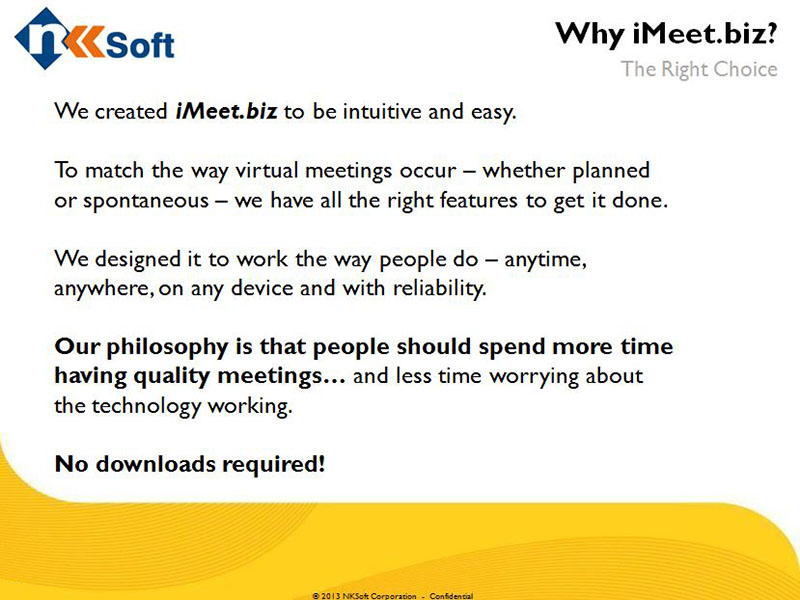 nk Soft
Why iMeet.biz?
The Right Choice
We created iMeet.biz to be intuitive and easy.
To match the way virtual meetings occur – whether planned
or spontaneous – we have all the right features to get it done.
We designed it to work the way people do – anytime,
anywhere, on any device and with reliability.
Our philosophy is that people should spend more time
having quality meetings… and less time worrying about
the technology working.
No downloads required!
© 2013 NKSoft Corporation - Confidential